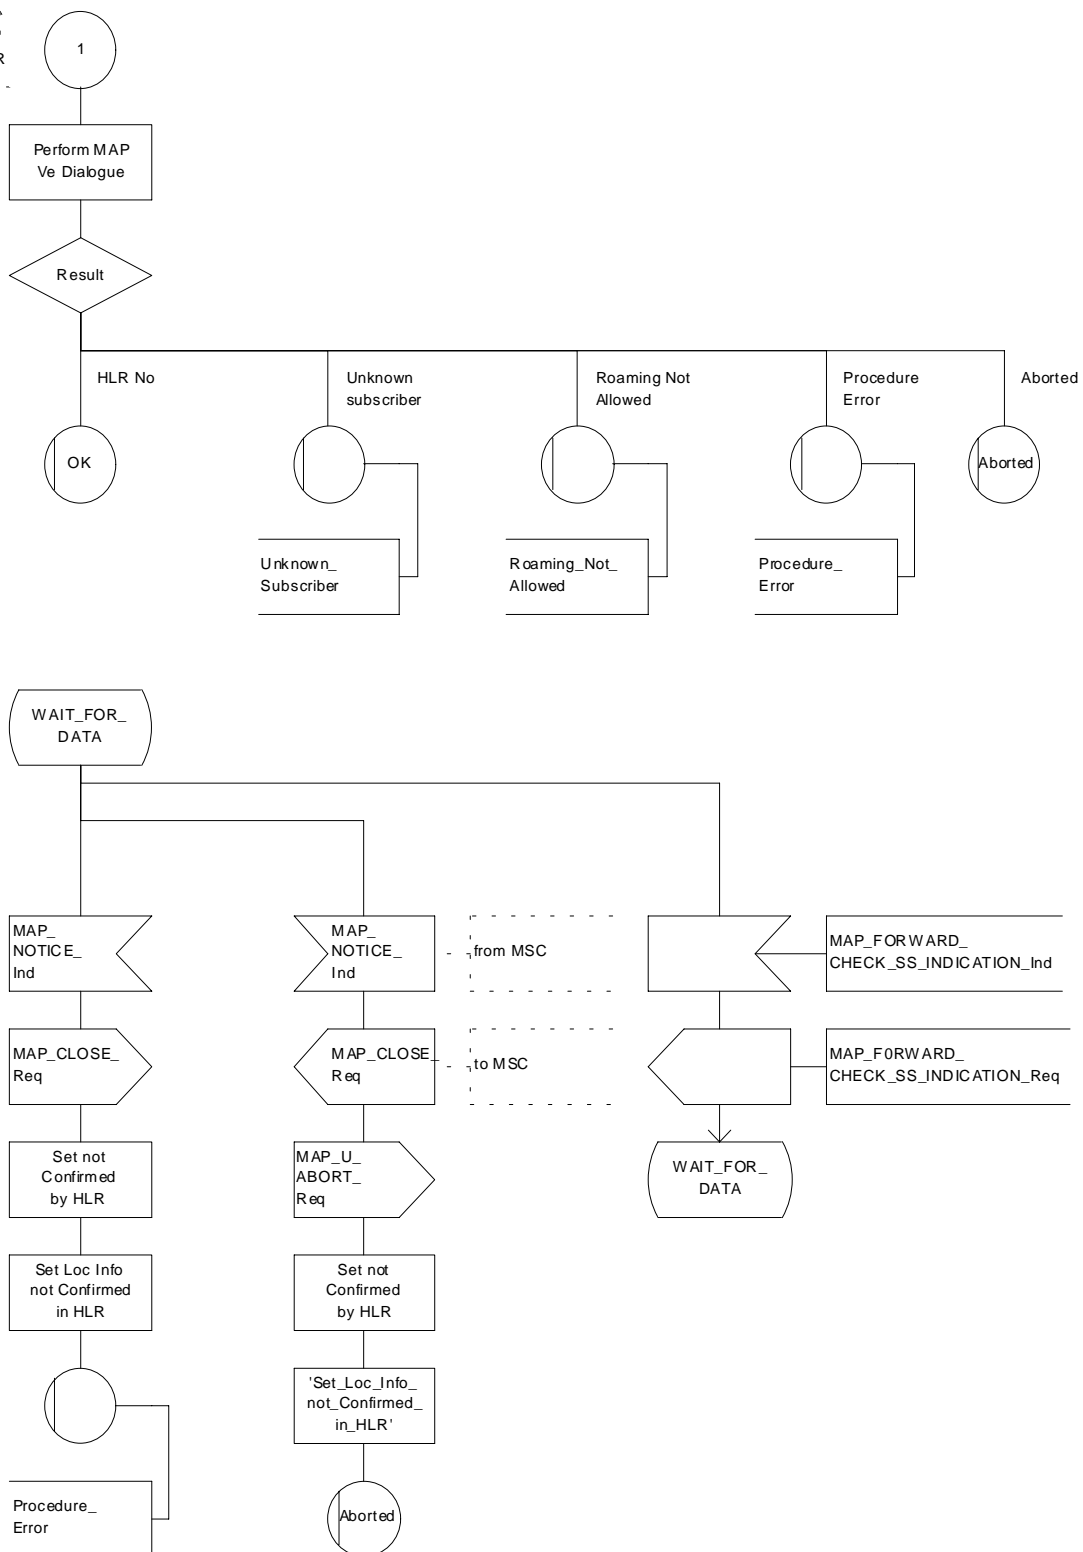 R
1
Perform MAP
Ve Dialogue
Result
HLR No
Unknown
subscriber
Roaming Not
Allowed
Procedure
Error
Aborted
OK
Aborted
Unknown_
Subscriber
Roaming_Not_
Allowed
Procedure_
Error
WAIT_FOR_
DATA
MAP_
NOTICE_
Ind
MAP_
NOTICE_
Ind
from MSC
MAP_FORWARD_
CHECK_SS_INDICATION_Ind
MAP_CLOSE_
Req
MAP_CLOSE_
Req
to MSC
MAP_F0RWARD_
CHECK_SS_INDICATION_Req
Set not
Confirmed
by HLR
MAP_U_
ABORT_
Req
WAIT_FOR_
DATA
Set Loc Info
not Confirmed
in HLR
Set not
Confirmed
by HLR
'Set_Loc_Info_
not_Confirmed_
in_HLR'
Procedure_
Error
Aborted